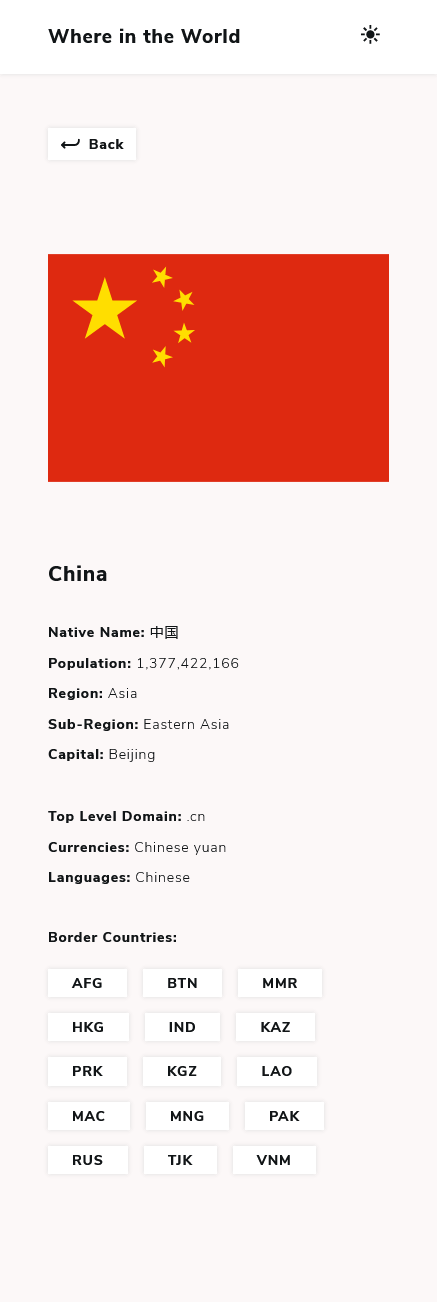 Where in the World
Back
China
Native Name: 中国
Population: 1,377,422,166
Region: Asia
Sub-Region: Eastern Asia
Capital: Beijing
Top Level Domain: .cn
Currencies: Chinese yuan
Languages: Chinese
Border Countries:
AFG BTN MMR
HKG IND KAZ
PRK KGZ LAO
MAC MNG PAK
RUS TJK VNM